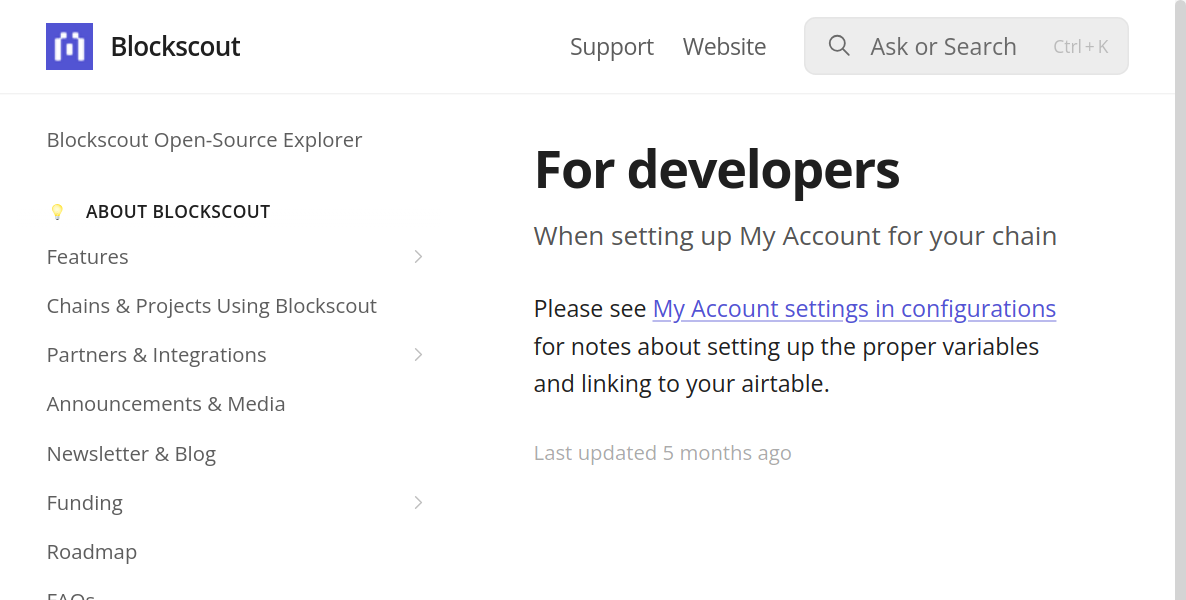 Blockscout
Support
Website
Ask or Search
Ctrl + K
Blockscout Open-Source Explorer
ABOUT BLOCKSCOUT
Features
Chains & Projects Using Blockscout
Partners & Integrations
Announcements & Media
Newsletter & Blog
Funding
Roadmap
FAQs
For developers
When setting up My Account for your chain
Please see My Account settings in configurations
for notes about setting up the proper variables
and linking to your airtable.
Last updated 5 months ago